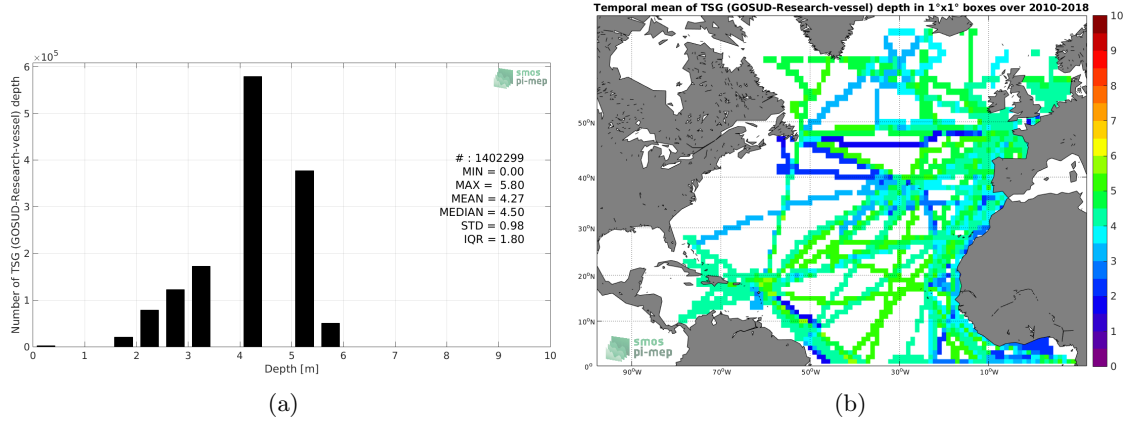 ×10⁵
6
5
4
3
2
1
0
Number of TSG (GOSUD-Research-vessel) depth
0 1 2 3 4 5 6 7 8 9 10
Depth [m]
smos
pi-mep
# : 1402299
MIN = 0.00
MAX = 5.80
MEAN = 4.27
MEDIAN = 4.50
STD = 0.98
IQR = 1.80
(a)
Temporal mean of TSG (GOSUD-Research-vessel) depth in 1°x1° boxes over 2010-2018
50°N
40°N
30°N
20°N
10°N
0°
90°W 70°W 50°W 30°W 10°W
smos
pi-mep
10
9
8
7
6
5
4
3
2
1
0
(b)